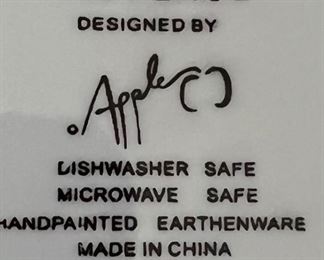 DESIGNED BY
Apple
DISHWASHER SAFE
MICROWAVE SAFE
HANDPAINTED EARTHENWARE
MADE IN CHINA